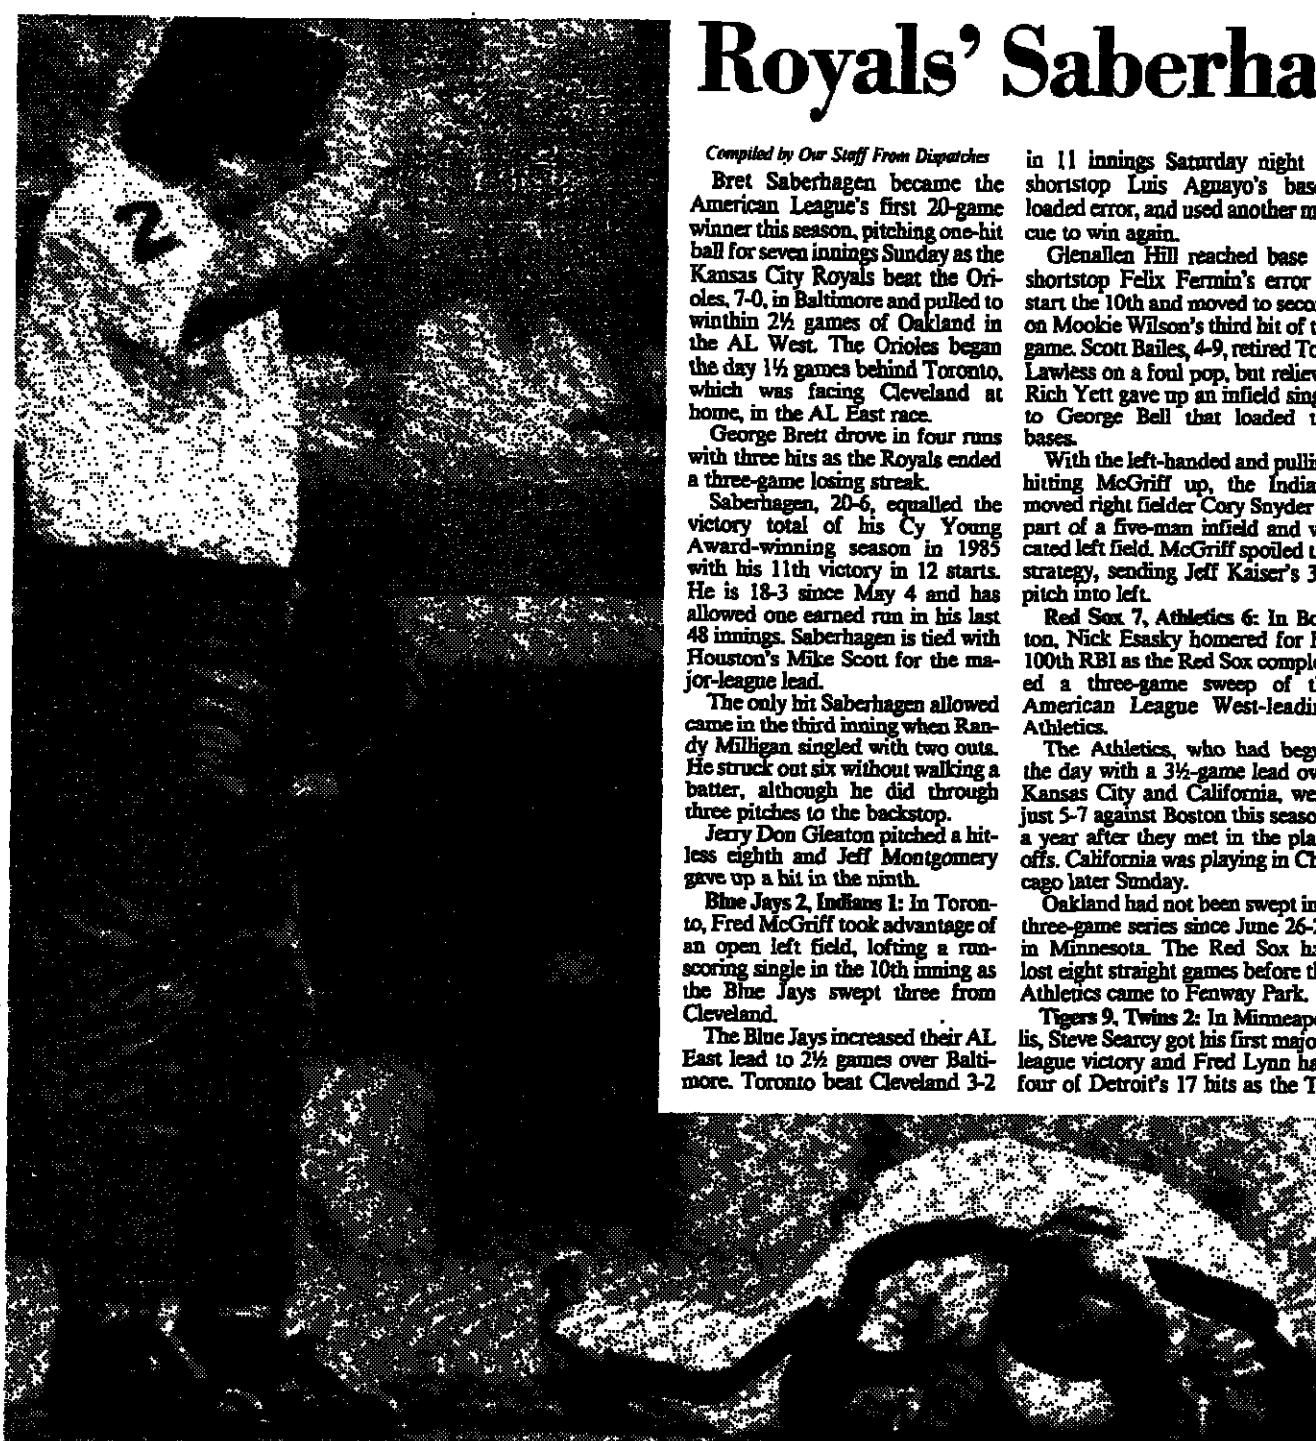 Royals' Saberha
Compiled by Our Staff From Dispatches
Bret Saberhagen became the
American League's first 20-game
winner this season, pitching one-hit
ball for seven innings Sunday as the
Kansas City Royals beat the Ori-
oles, 7-0, in Baltimore and pulled to
winthin 2½ games of Oakland in
the AL West. The Orioles began
the day 1½ games behind Toronto,
which was facing Cleveland at
home, in the AL East race.
George Brett drove in four runs
with three hits as the Royals ended
a three-game losing streak.
Saberhagen, 20-6, equalled the
victory total of his Cy Young
Award-winning season in 1985
with his 11th victory in 12 starts.
He is 18-3 since May 4 and has
allowed one earned run in his last
48 innings. Saberhagen is tied with
Houston's Mike Scott for the ma-
jor-league lead.
The only hit Saberhagen allowed
came in the third inning when Ran-
dy Milligan singled with two outs.
He struck out six without walking a
batter, although he did through
three pitches to the backstop.
Jerry Don Gleaton pitched a hit-
less eighth and Jeff Montgomery
gave up a hit in the ninth.
Blue Jays 2, Indians 1: In Toron-
to, Fred McGriff took advantage of
an open left field, lofting a run-
scoring single in the 10th inning as
the Blue Jays swept three from
Cleveland.
The Blue Jays increased their AL
East lead to 2½ games over Balti-
more. Toronto beat Cleveland 3-2
in 11 innings Saturday night
shortstop Luis Aguayo's base
loaded error, and used another m
cue to win again.
Glenallen Hill reached base
shortstop Felix Fermin's error
start the 10th and moved to seco
on Mookie Wilson's third hit of t
game. Scott Bailes, 4-9, retired To
Lawless on a foul pop, but reliev
Rich Yett gave up an infield sing
to George Bell that loaded t
bases.
With the left-handed and pulli
hitting McGriff up, the India
moved right fielder Cory Snyder
part of a five-man infield and v
cated left field. McGriff spoiled t
strategy, sending Jeff Kaiser's 3
pitch into left.
Red Sox 7, Athletics 6: In Bo
ton, Nick Esasky homered for h
100th RBI as the Red Sox comple
ed a three-game sweep of t
American League West-leadin
Athletics.
The Athletics, who had beg
the day with a 3½-game lead ov
Kansas City and California, we
just 5-7 against Boston this seaso
a year after they met in the pla
offs. California was playing in Ch
cago later Sunday.
Oakland had not been swept in
three-game series since June 26-2
in Minnesota. The Red Sox ha
lost eight straight games before t
Athletics came to Fenway Park.
Tigers 9, Twins 2: In Minneapo
lis, Steve Searcy got his first majo
league victory and Fred Lynn ha
four of Detroit's 17 hits as the T
2